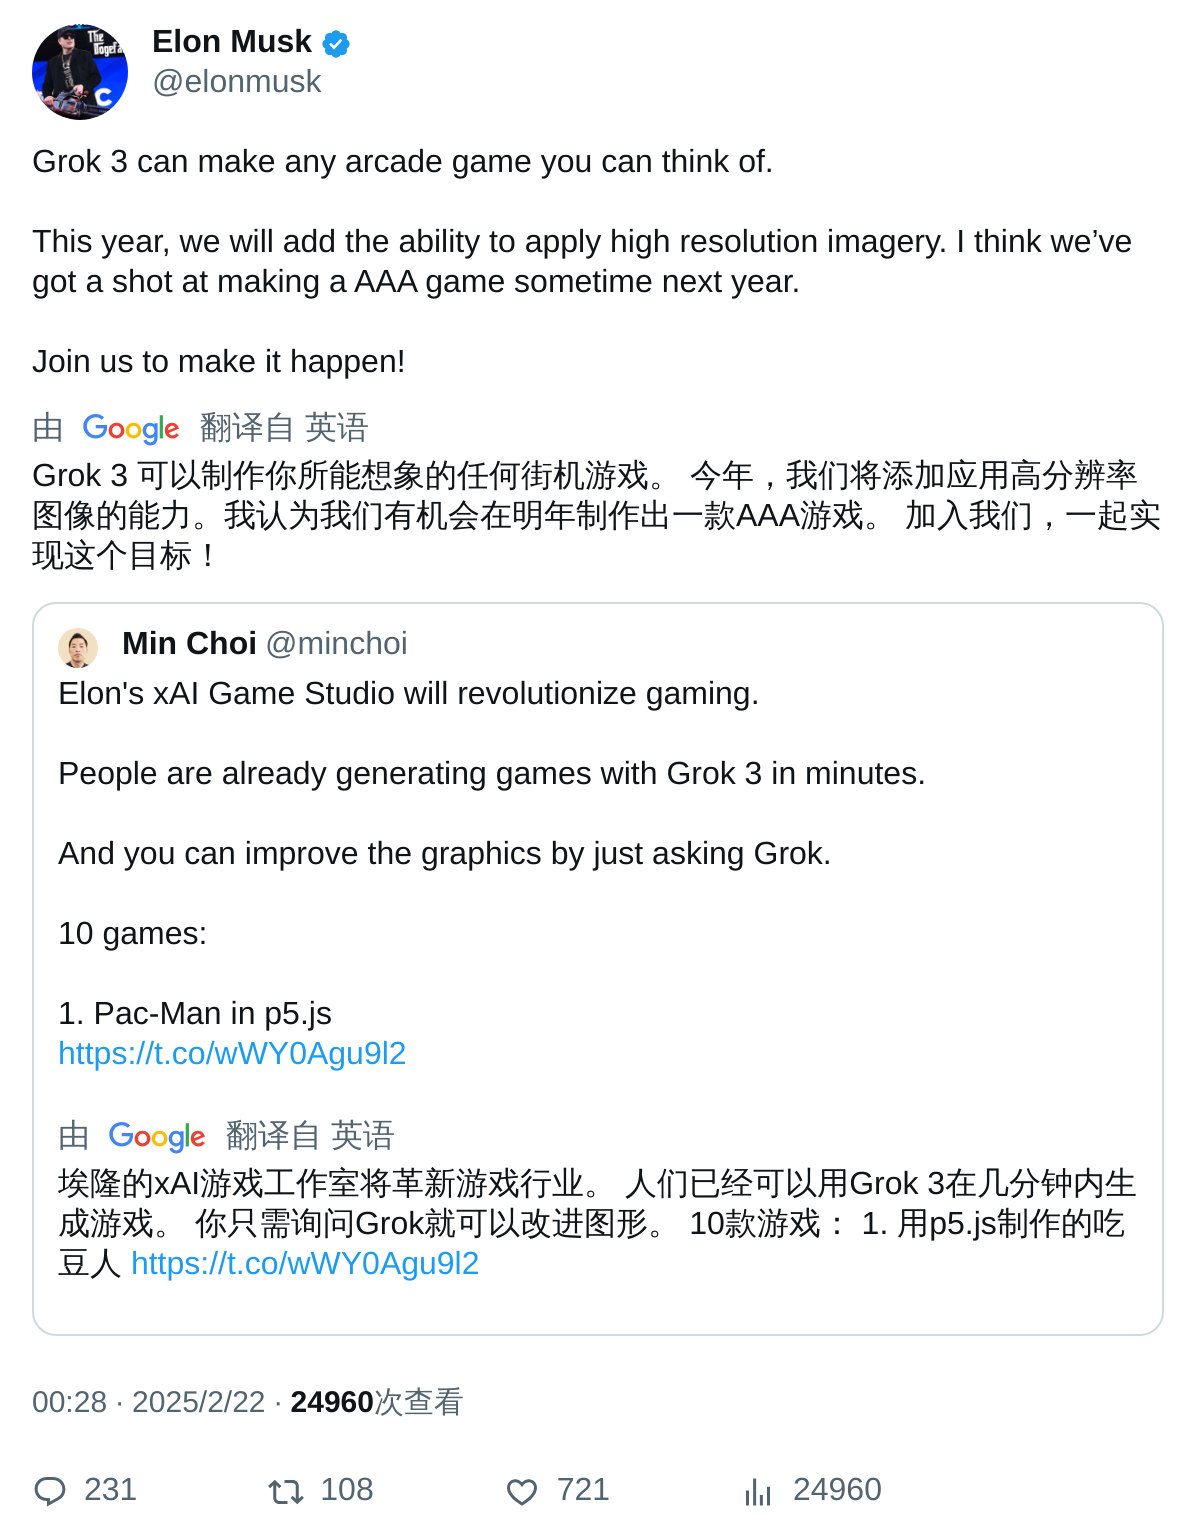 The
Dogefa
C
Elon Musk
@elonmusk
Grok 3 can make any arcade game you can think of.
This year, we will add the ability to apply high resolution imagery. I think we’ve
got a shot at making a AAA game sometime next year.
Join us to make it happen!
由 Google 翻译自 英语
Grok 3 可以制作你所能想象的任何街机游戏。 今年，我们将添加应用高分辨率
图像的能力。我认为我们有机会在明年制作出一款AAA游戏。 加入我们，一起实
现这个目标！
Min Choi @minchoi
Elon's xAI Game Studio will revolutionize gaming.
People are already generating games with Grok 3 in minutes.
And you can improve the graphics by just asking Grok.
10 games:
1. Pac-Man in p5.js
https://t.co/wWY0Agu9l2
由 Google 翻译自 英语
埃隆的xAI游戏工作室将革新游戏行业。 人们已经可以用Grok 3在几分钟内生
成游戏。 你只需询问Grok就可以改进图形。 10款游戏： 1. 用p5.js制作的吃
豆人 https://t.co/wWY0Agu9l2
00:28 · 2025/2/22 · 24960次查看
231 108 721 24960